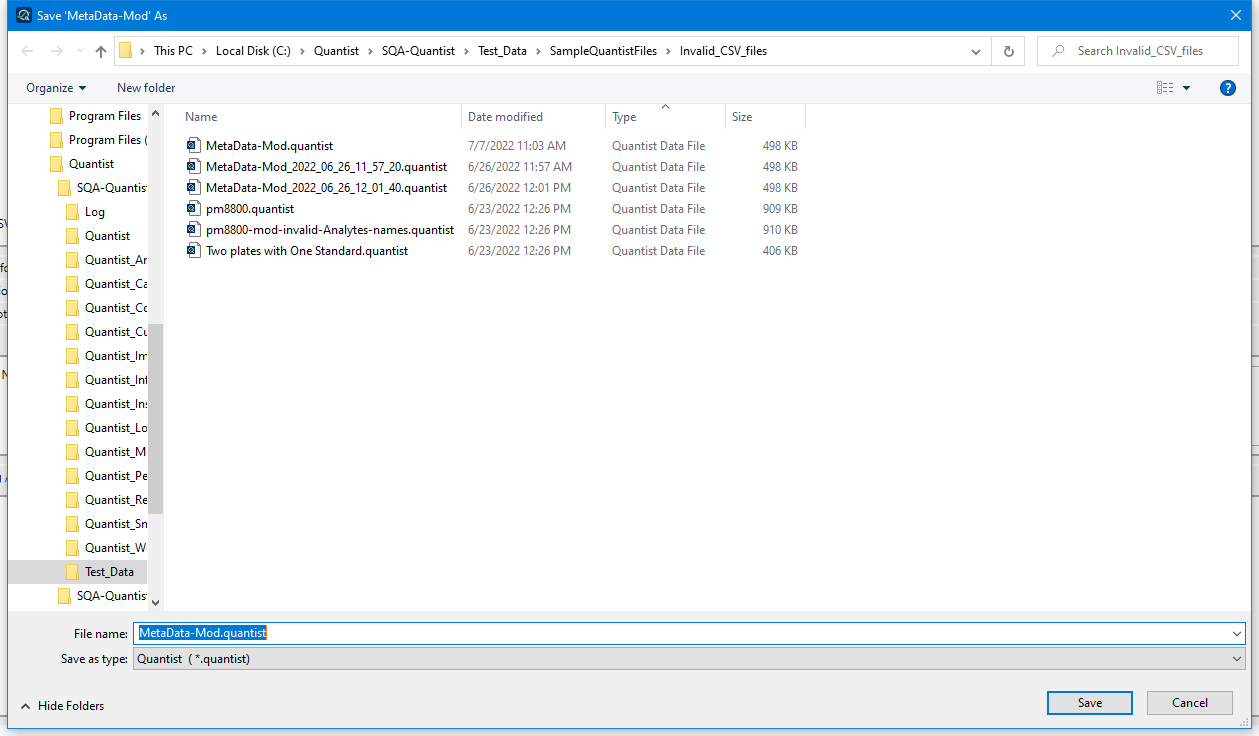 Save 'MetaData-Mod' As
This PC > Local Disk (C:) > Quantist > SQA-Quantist > Test_Data > SampleQuantistFiles > Invalid_CSV_files
Search Invalid_CSV_files
Organize New folder
Program Files
Program Files (
Quantist
SQA-Quantis
Log
Quantist
Quantist_Ar
Quantist_Ca
Quantist_Co
Quantist_Cu
Quantist_Im
Quantist_Inf
Quantist_Ins
Quantist_Lo
Quantist_M
Quantist_Pe
Quantist_Re
Quantist_Sm
Quantist_W
Test_Data
SQA-Quantis
Name Date modified Type Size
MetaData-Mod.quantist 7/7/2022 11:03 AM Quantist Data File 498 KB
MetaData-Mod_2022_06_26_11_57_20.quantist 6/26/2022 11:57 AM Quantist Data File 498 KB
MetaData-Mod_2022_06_26_12_01_40.quantist 6/26/2022 12:01 PM Quantist Data File 498 KB
pm8800.quantist 6/23/2022 12:26 PM Quantist Data File 909 KB
pm8800-mod-invalid-Analytes-names.quantist 6/23/2022 12:26 PM Quantist Data File 910 KB
Two plates with One Standard.quantist 6/23/2022 12:26 PM Quantist Data File 406 KB
File name: MetaData-Mod.quantist
Save as type: Quantist ( *.quantist)
Hide Folders
Save Cancel